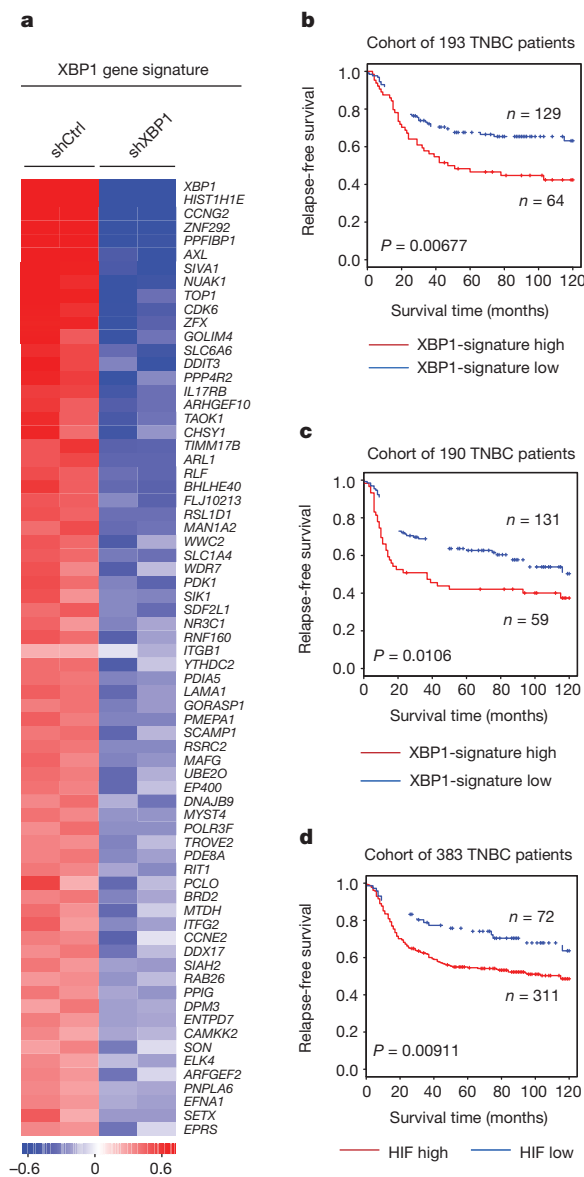 a
XBP1 gene signature
shCtrl
shXBP1
XBP1
HIST1H1E
CCNG2
ZNF292
PPFIBP1
AXL
SIVA1
NUAK1
TOP1
CDK6
ZFX
GOLIM4
SLC6A6
DDIT3
PPP4R2
IL17RB
ARHGEF10
TAOK1
CHSY1
TIMM17B
ARL1
RLF
BHLHE40
FLJ10213
RSL1D1
MAN1A2
WWC2
SLC1A4
WDR7
PDK1
SIK1
SDF2L1
NR3C1
RNF160
ITGB1
YTHDC2
PDIA5
LAMA1
GORASP1
PMEPA1
SCAMP1
RSRC2
MAFG
UBE2O
EP400
DNAJB9
MYST4
POLR3F
TROVE2
PDE8A
RIT1
PCLO
BRD2
MTDH
ITFG2
CCNE2
DDX17
SIAH2
RAB26
PPIG
DPM3
ENTPD7
CAMKK2
SON
ELK4
ARFGEF2
PNPLA6
EFNA1
SETX
EPRS
−0.6 0 0.6
b
Cohort of 193 TNBC patients
Relapse-free survival
1.0
0.8
0.6
0.4
0.2
0.0
n = 129
n = 64
P = 0.00677
0 20 40 60 80 100 120
Survival time (months)
XBP1-signature high
XBP1-signature low
c
Cohort of 190 TNBC patients
Relapse-free survival
1.0
0.8
0.6
0.4
0.2
0.0
n = 131
n = 59
P = 0.0106
0 20 40 60 80 100 120
Survival time (months)
XBP1-signature high
XBP1-signature low
d
Cohort of 383 TNBC patients
Relapse-free survival
1.0
0.8
0.6
0.4
0.2
0.0
n = 72
n = 311
P = 0.00911
0 20 40 60 80 100 120
Survival time (months)
HIF high HIF low